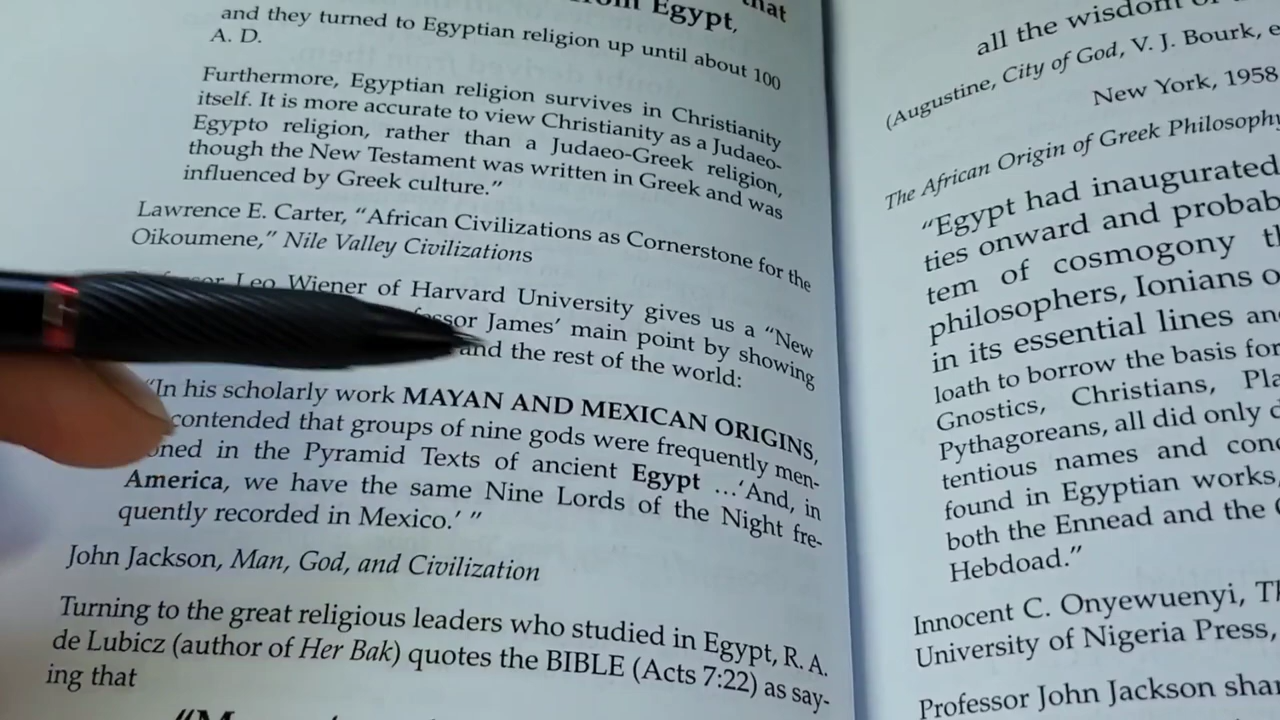 that
from Egypt,
and they turned to Egyptian religion up until about 100
A. D.
Furthermore, Egyptian religion survives in Christianity
itself. It is more accurate to view Christianity as a Judaeo-
Egypto religion, rather than a Judaeo-Greek religion,
though the New Testament was written in Greek and was
influenced by Greek culture.”
Lawrence E. Carter, “African Civilizations as Cornerstone for the
Oikoumene,” Nile Valley Civilizations
Leo Wiener of Harvard University gives us a “New
James’ main point by showing
and the rest of the world:
“In his scholarly work MAYAN AND MEXICAN ORIGINS,
contended that groups of nine gods were frequently men-
oned in the Pyramid Texts of ancient Egypt ...‘And, in
America, we have the same Nine Lords of the Night fre-
quently recorded in Mexico.’ ”
John Jackson, Man, God, and Civilization
Turning to the great religious leaders who studied in Egypt, R. A.
de Lubicz (author of Her Bak) quotes the BIBLE (Acts 7:22) as say-
ing that
all the wisdom
(Augustine, City of God, V. J. Bourk, e
New York, 1958
The African Origin of Greek Philosophy
“Egypt had inaugurated
ties onward and probab
tem of cosmogony th
philosophers, Ionians o
in its essential lines an
loath to borrow the basis for
Gnostics, Christians, Pla
Pythagoreans, all did only d
tentious names and conc
found in Egyptian works,
both the Ennead and the
Hebdoad.”
Innocent C. Onyewuenyi, Th
University of Nigeria Press,
Professor John Jackson shar